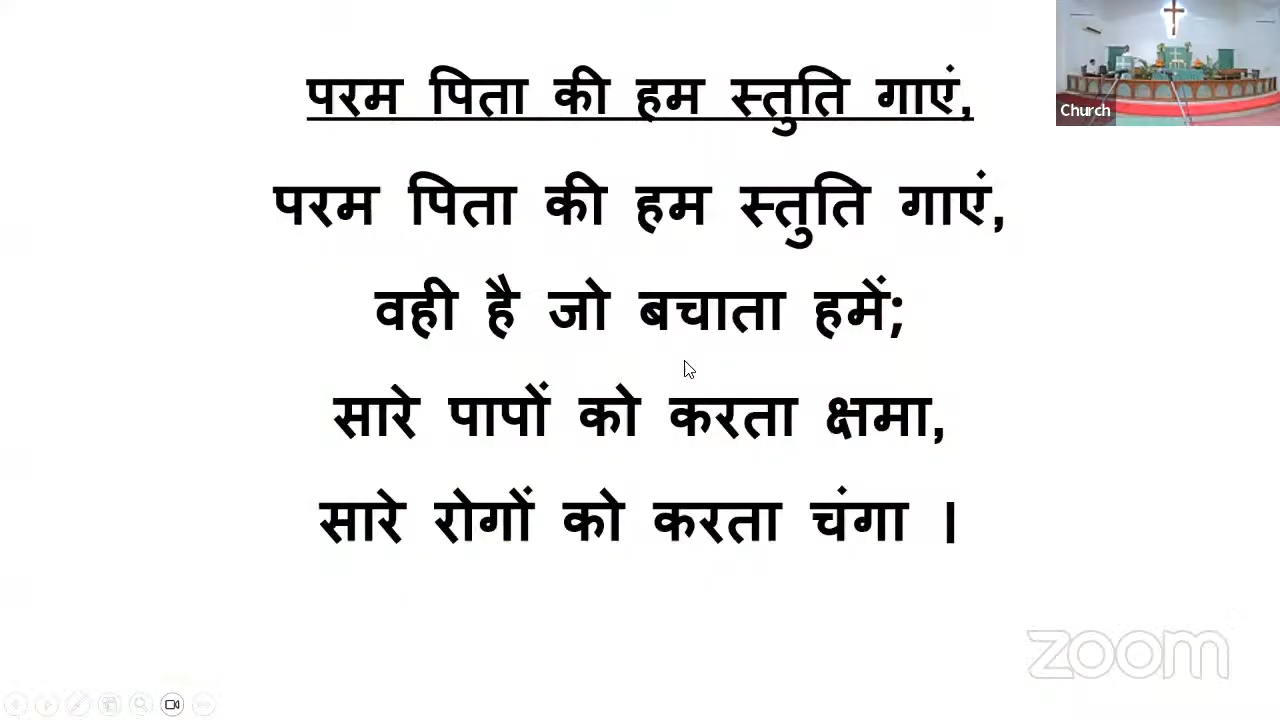 परम पिता की हम स्तुति गाएं,
परम पिता की हम स्तुति गाएं,
वही है जो बचाता हमें;
सारे पापों को करता क्षमा,
सारे रोगों को करता चंगा ।
Church
zoom